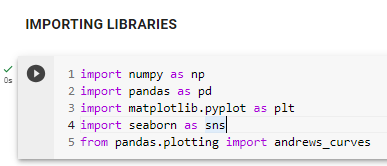 IMPORTING LIBRARIES
0s
1 import numpy as np
2 import pandas as pd
3 import matplotlib.pyplot as plt
4 import seaborn as sns
5 from pandas.plotting import andrews_curves